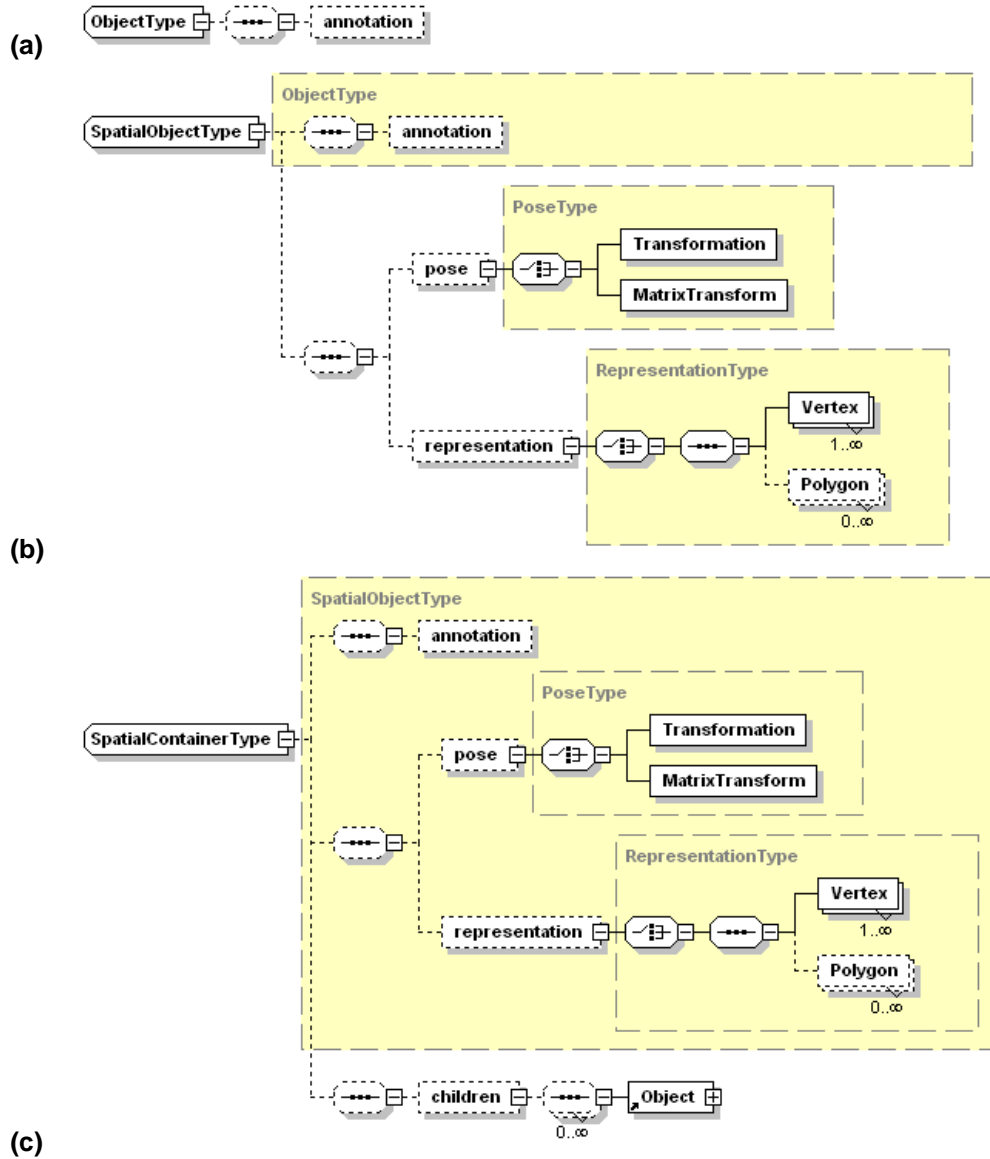 ObjectType
annotation
(a)
ObjectType
SpatialObjectType
annotation
PoseType
Transformation
pose
MatrixTransform
RepresentationType
Vertex
1..∞
representation
Polygon
0..∞
(b)
SpatialObjectType
annotation
PoseType
Transformation
SpatialContainerType
pose
MatrixTransform
RepresentationType
Vertex
1..∞
representation
Polygon
0..∞
children
Object
0..∞
(c)